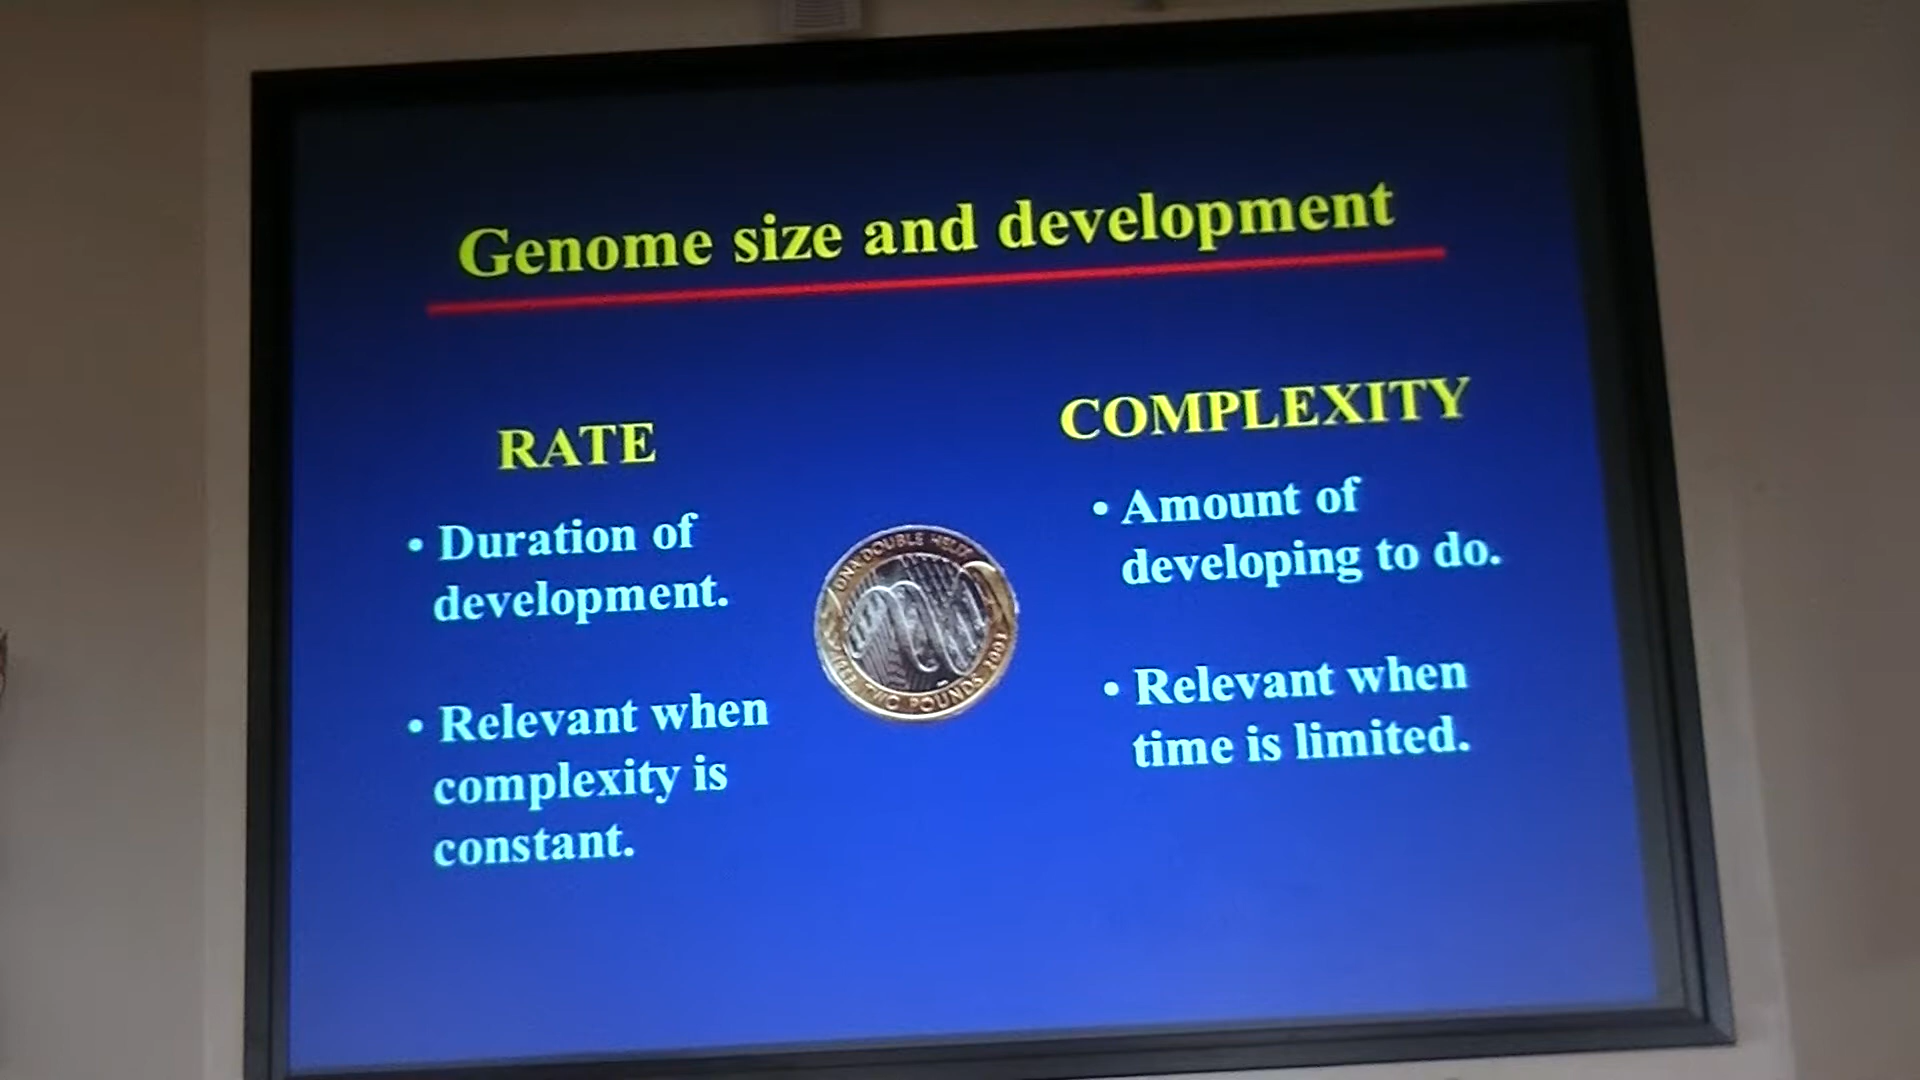 Genome size and development
RATE
• Duration of
development.
• Relevant when
complexity is
constant.
DNA DOUBLE HELIX
TWO POUNDS
COMPLEXITY
• Amount of
developing to do.
• Relevant when
time is limited.